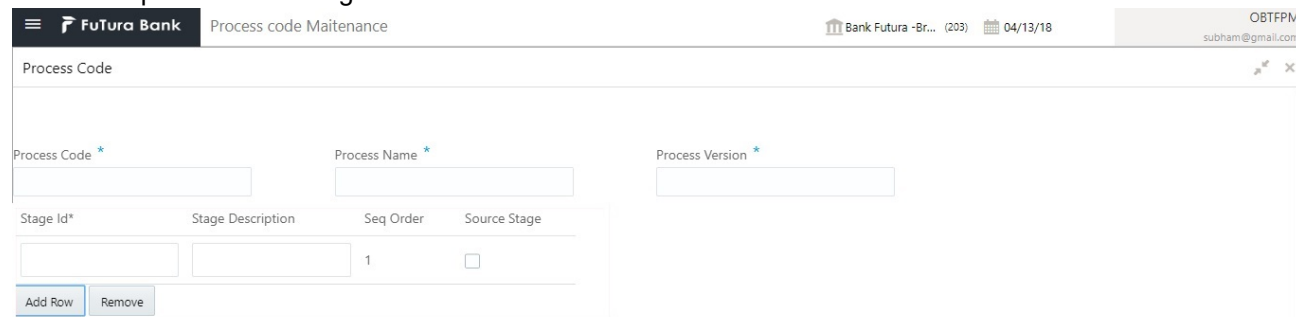 FuTura Bank Process code Maitenance Bank Futura -Br... (203) 04/13/18 OBTFPM
subham@gmail.com
Process Code
Process Code * Process Name * Process Version *
Stage Id* Stage Description Seq Order Source Stage
1
Add Row Remove